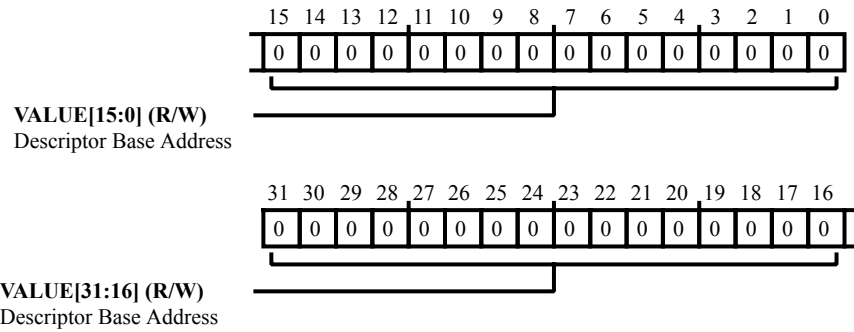 15 14 13 12 11 10 9 8 7 6 5 4 3 2 1 0
0 0 0 0 0 0 0 0 0 0 0 0 0 0 0 0
VALUE[15:0] (R/W)
Descriptor Base Address
31 30 29 28 27 26 25 24 23 22 21 20 19 18 17 16
0 0 0 0 0 0 0 0 0 0 0 0 0 0 0 0
VALUE[31:16] (R/W)
Descriptor Base Address